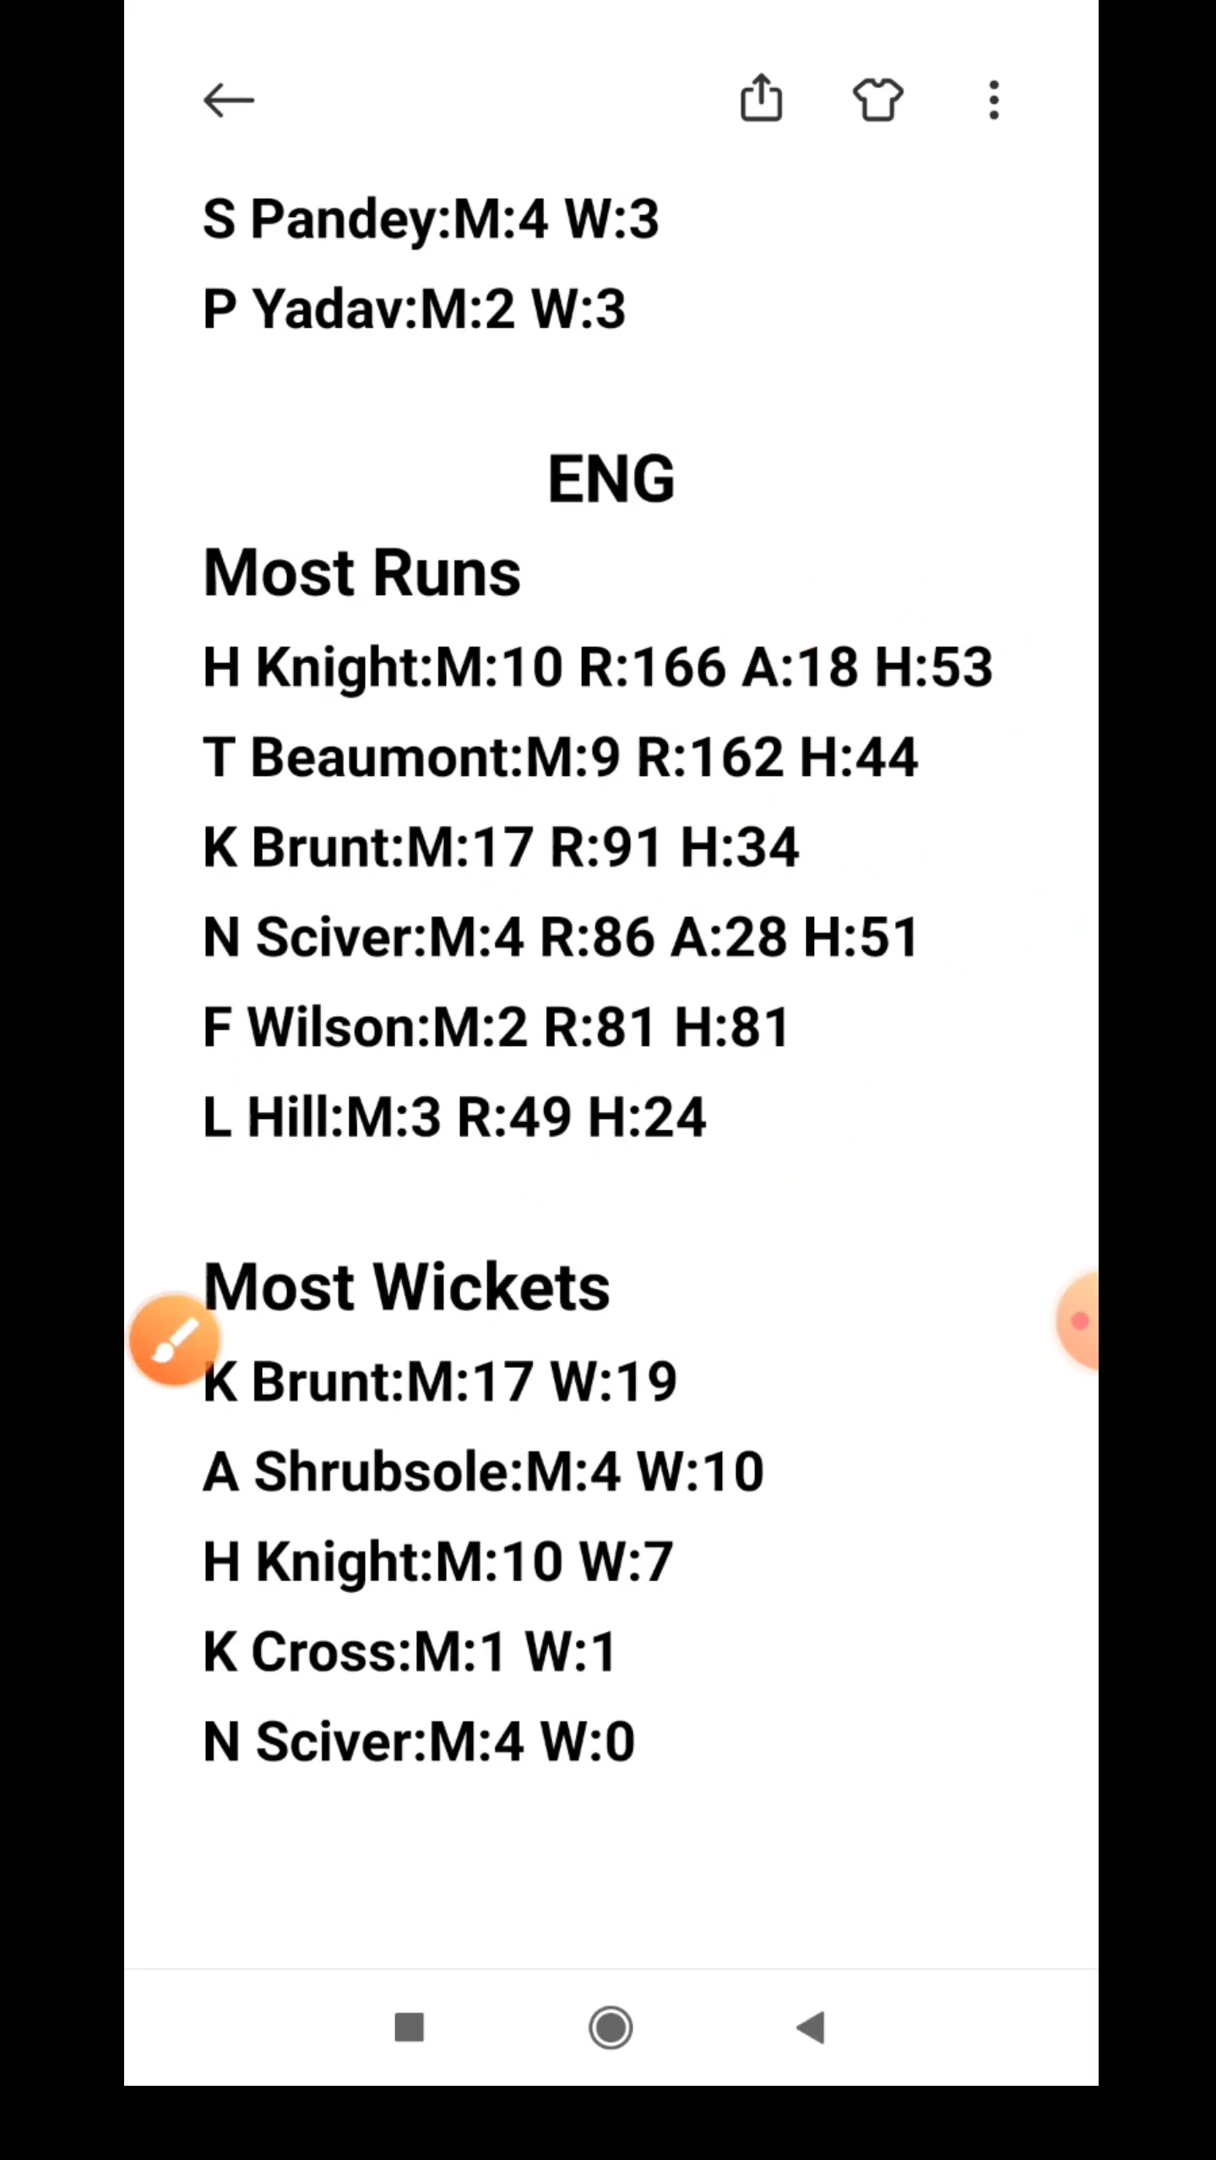 S Pandey:M:4 W:3
P Yadav:M:2 W:3
ENG
Most Runs
H Knight:M:10 R:166 A:18 H:53
T Beaumont:M:9 R:162 H:44
K Brunt:M:17 R:91 H:34
N Sciver:M:4 R:86 A:28 H:51
F Wilson:M:2 R:81 H:81
L Hill:M:3 R:49 H:24
Most Wickets
K Brunt:M:17 W:19
A Shrubsole:M:4 W:10
H Knight:M:10 W:7
K Cross:M:1 W:1
N Sciver:M:4 W:0